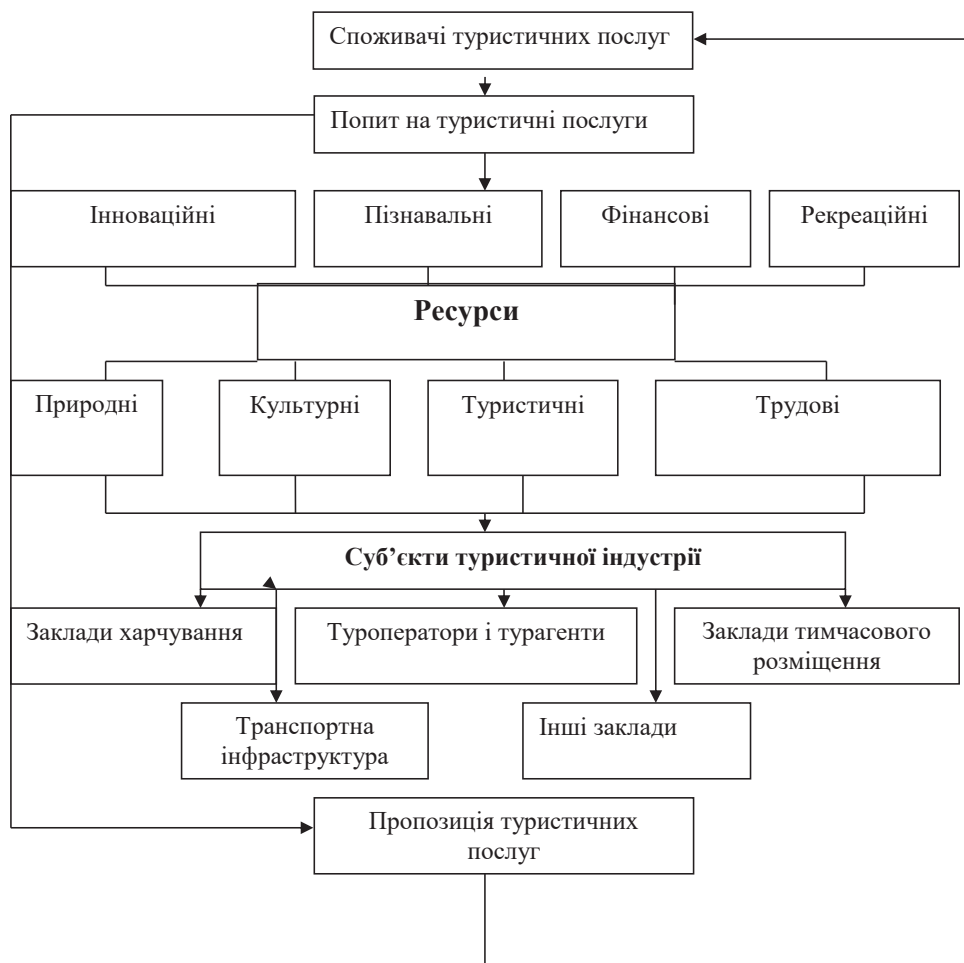 Споживачі туристичних послуг
Попит на туристичні послуги
Інноваційні
Пізнавальні
Фінансові
Рекреаційні
Ресурси
Природні
Культурні
Туристичні
Трудові
Суб’єкти туристичної індустрії
Заклади харчування
Туроператори і турагенти
Заклади тимчасового
розміщення
Транспортна
інфраструктура
Інші заклади
Пропозиція туристичних
послуг